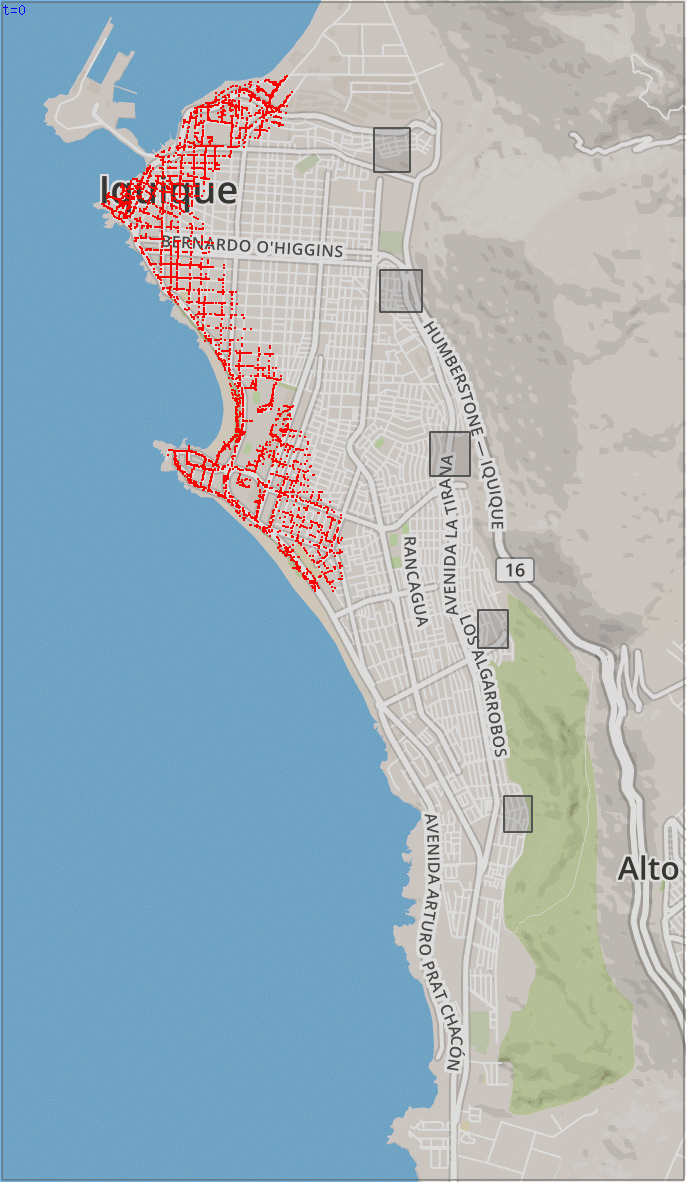 t=0
Iquique
BERNARDO O'HIGGINS
HUMBERSTONE — IQUIQUE
AVENIDA LA TIRANA
RANCAGUA
16
LOS ALGARROBOS
AVENIDA ARTURO PRAT CHACÓN
Alto